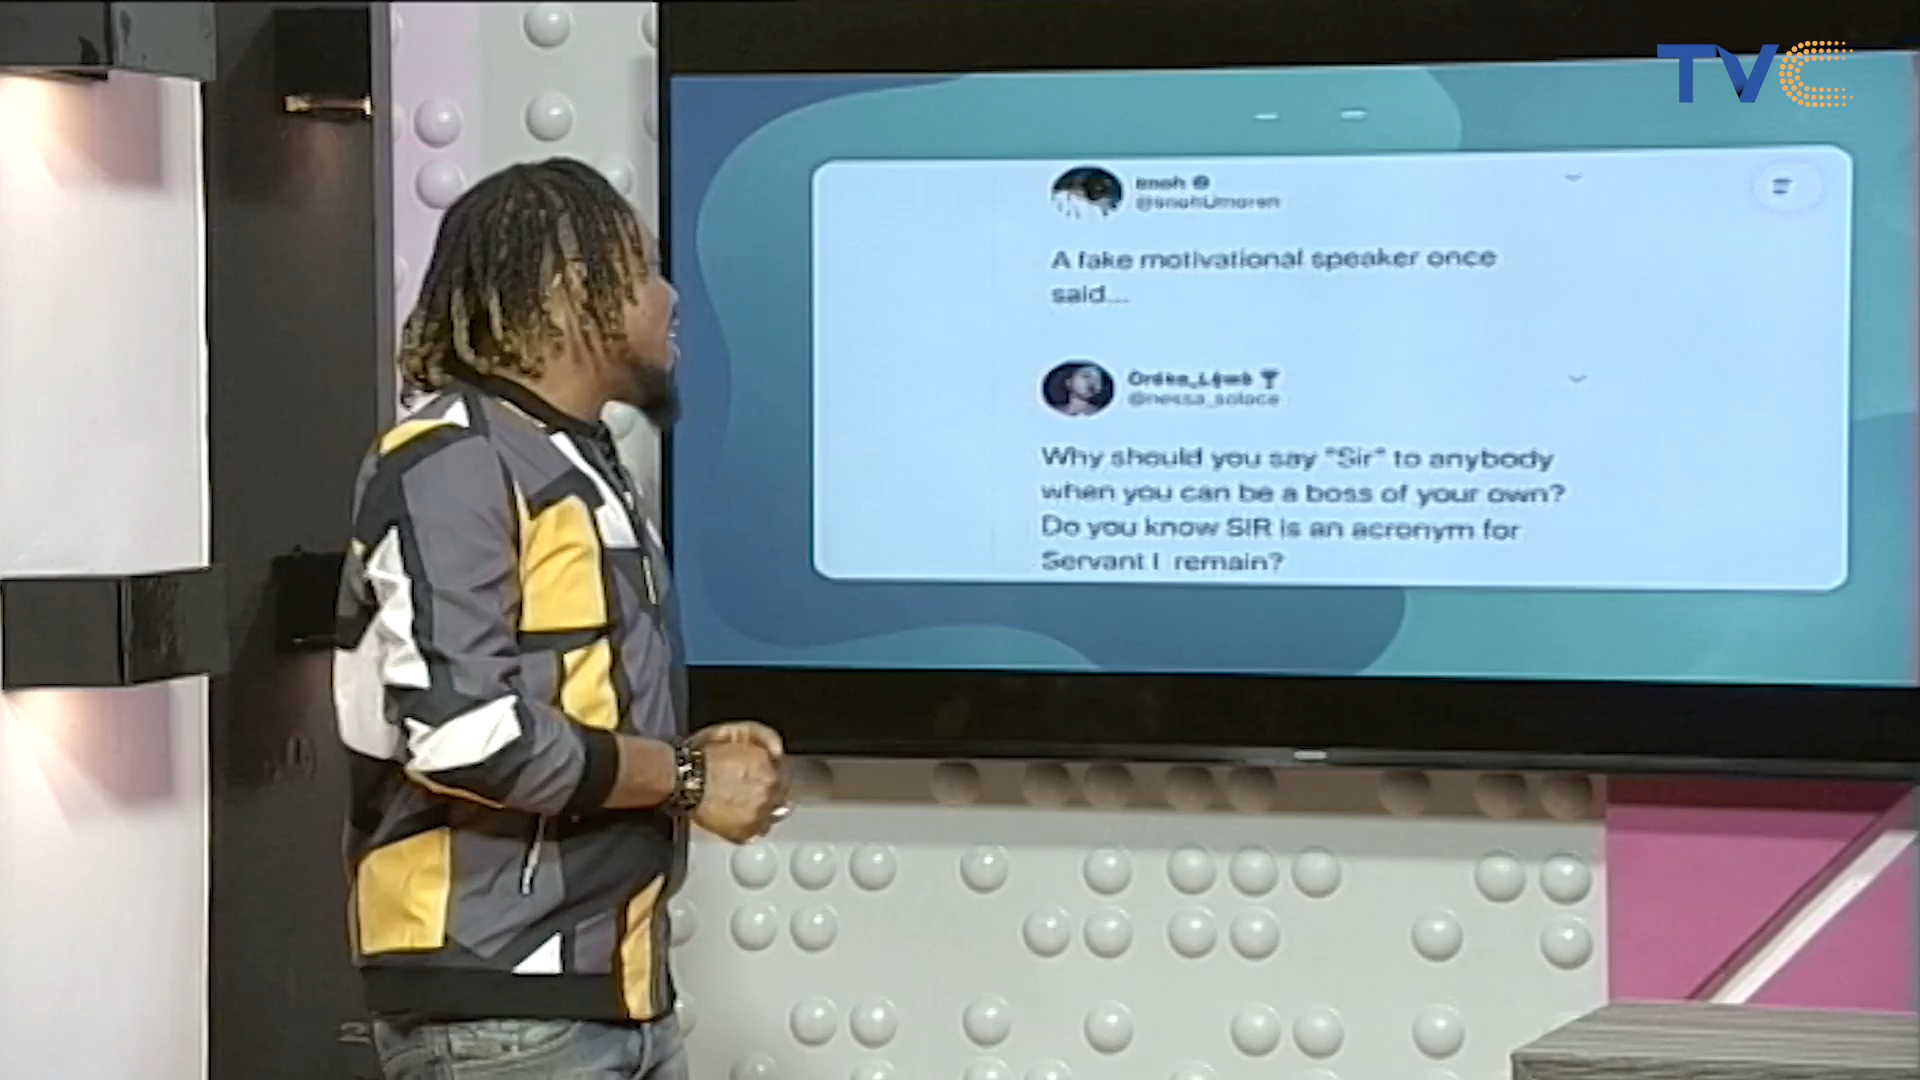 TVC
A fake motivational speaker once
said...
@nessa_solace
Why should you say "Sir" to anybody
when you can be a boss of your own?
Do you know SIR is an acronym for
Servant I remain?